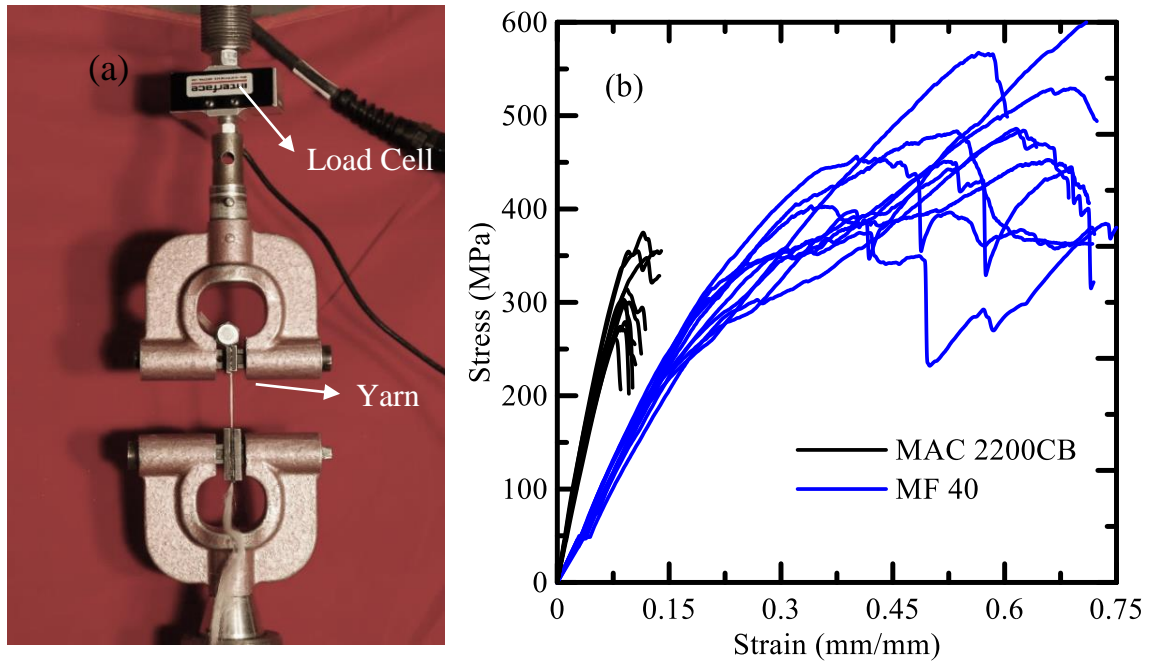 (a)
interface
Load Cell
Yarn
(b)
600
500
400
300
200
100
0
Stress (MPa)
MAC 2200CB
MF 40
0 0.15 0.3 0.45 0.6 0.75
Strain (mm/mm)